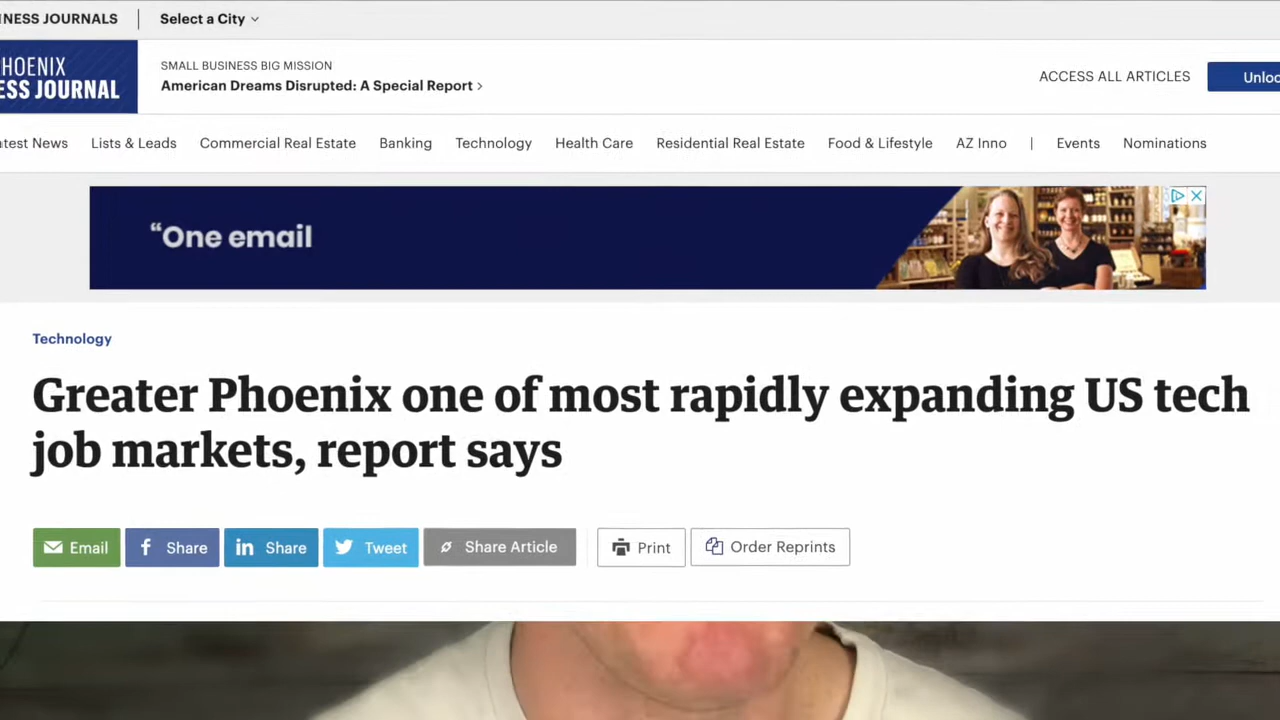 INESS JOURNALS
Select a City
HOENIX
ESS JOURNAL
SMALL BUSINESS BIG MISSION
American Dreams Disrupted: A Special Report >
ACCESS ALL ARTICLES
Unloc
atest News Lists & Leads Commercial Real Estate Banking Technology Health Care Residential Real Estate Food & Lifestyle AZ Inno | Events Nominations
“One email
Technology
Greater Phoenix one of most rapidly expanding US tech
job markets, report says
Email
f Share
in Share
Tweet
Share Article
Print
Order Reprints